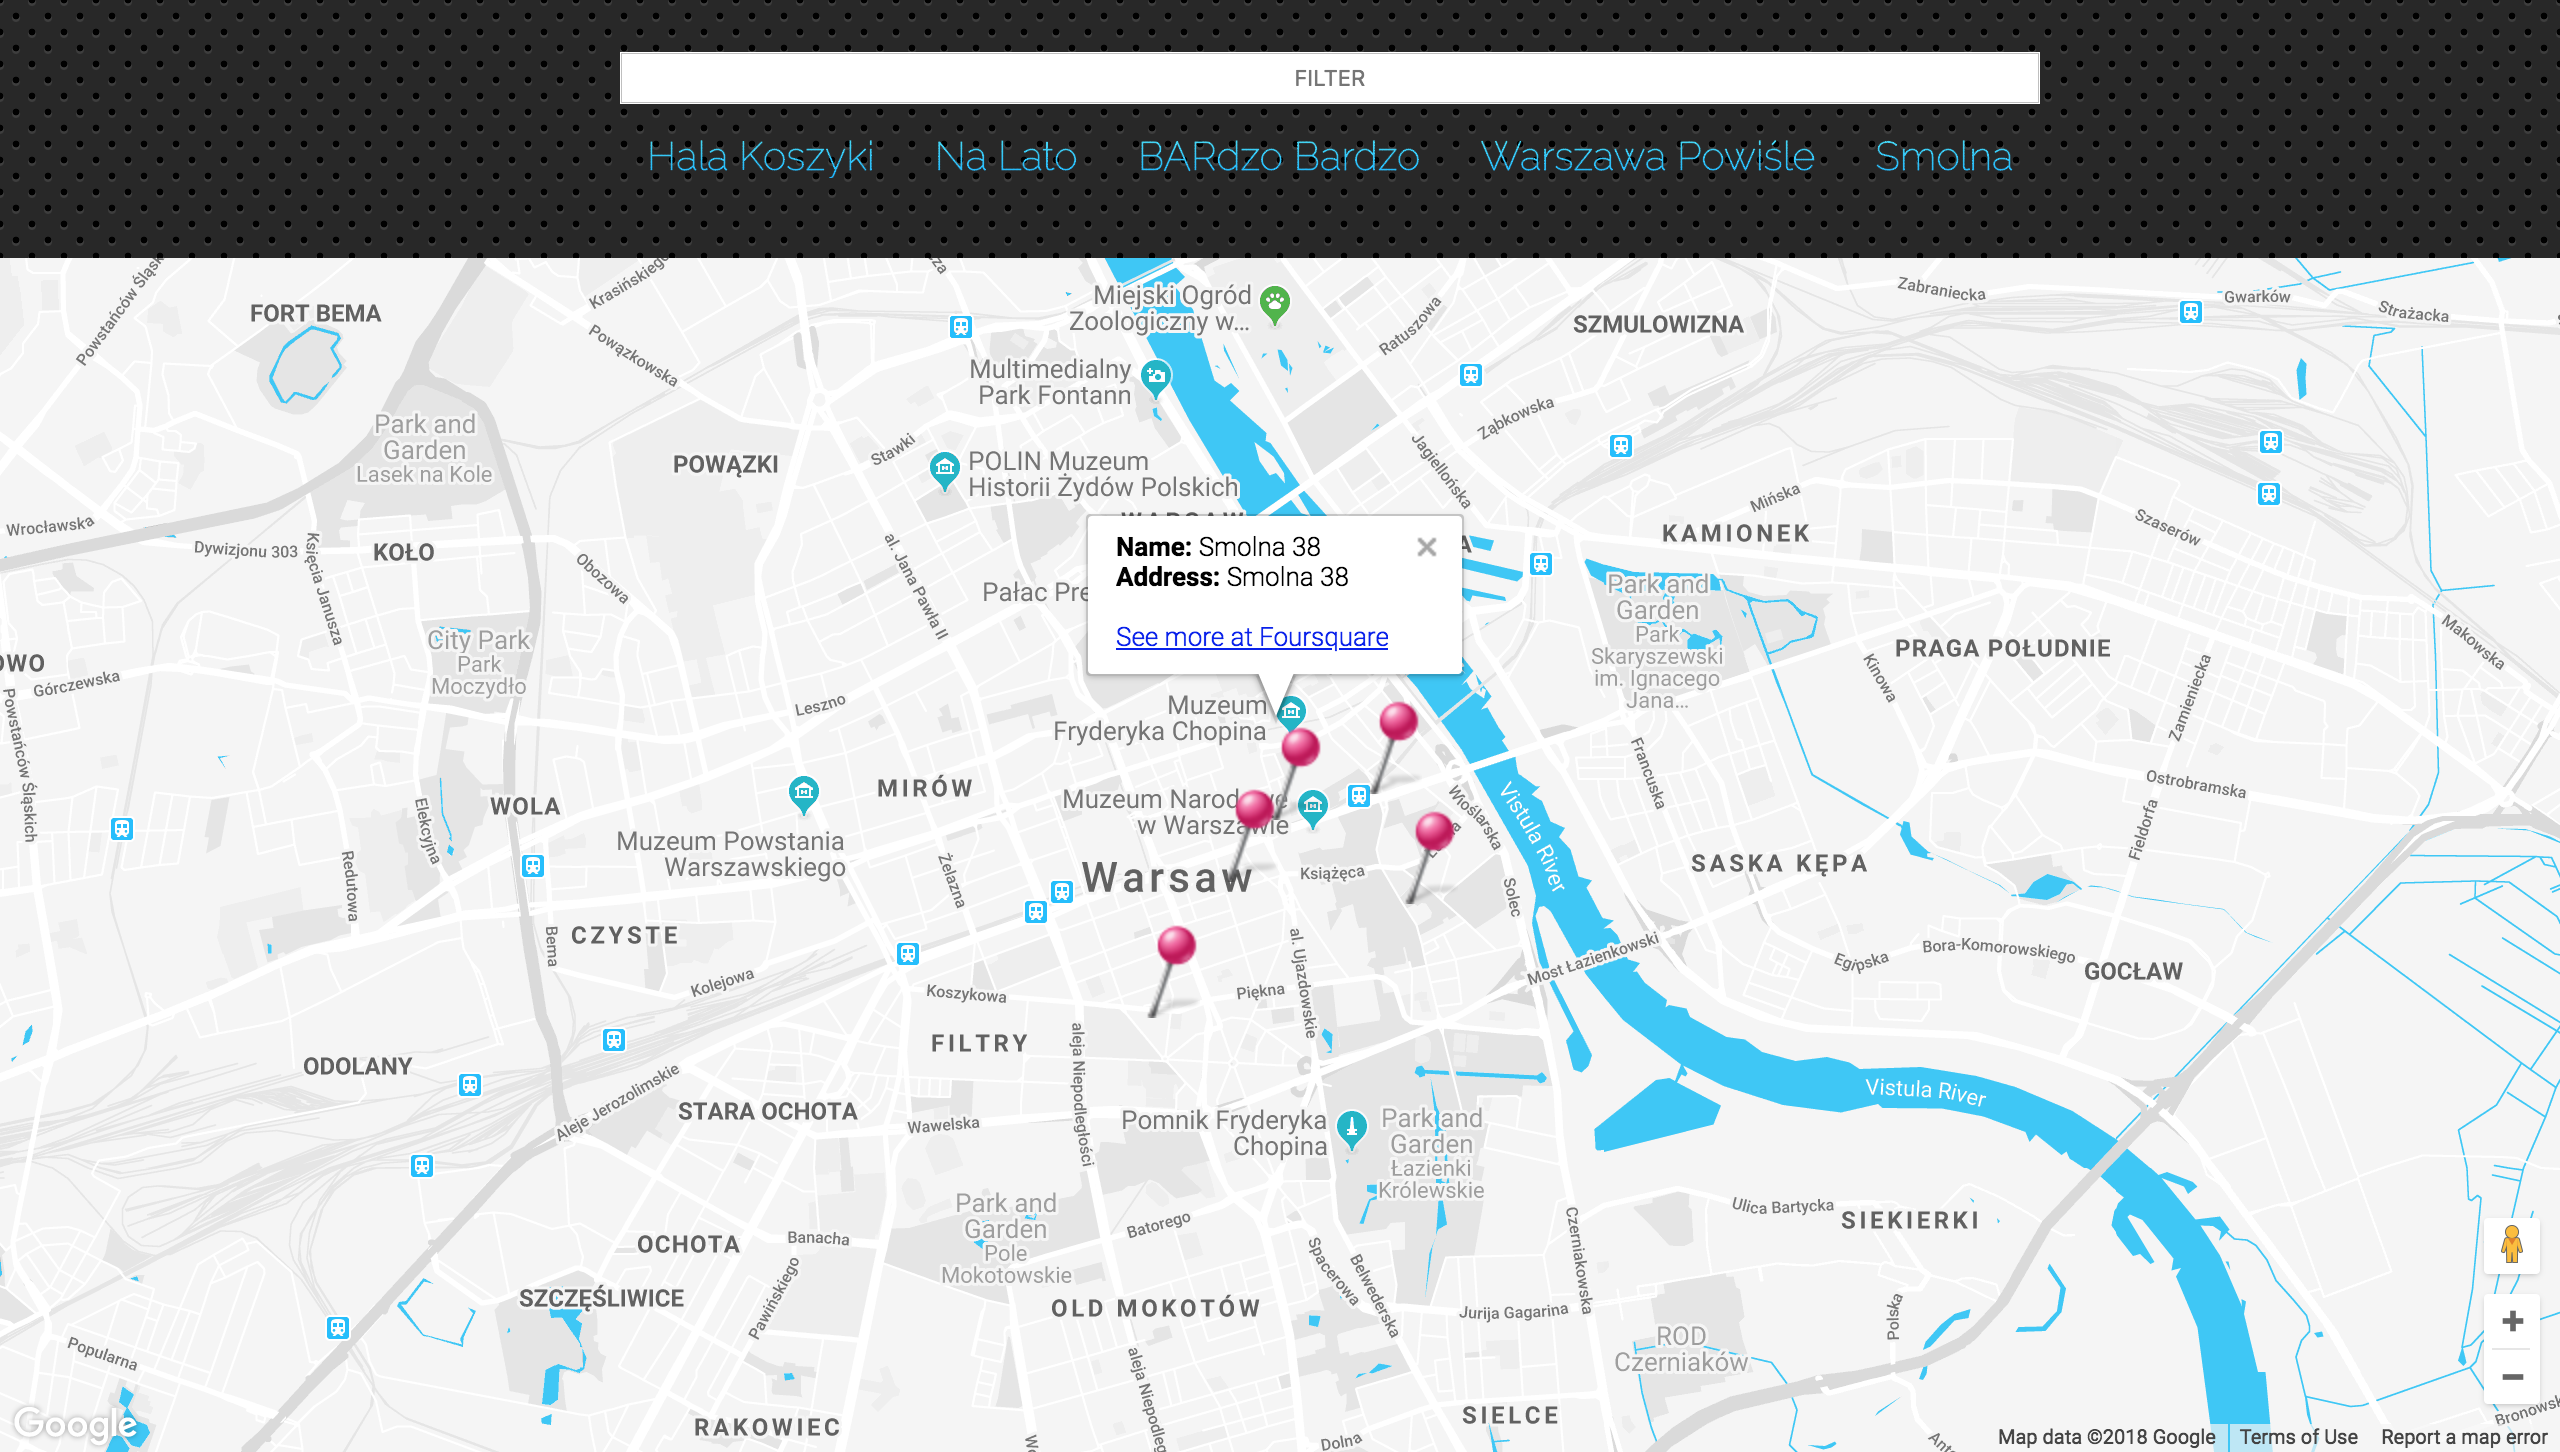 FILTER
Hala Koszyki
Na Lato
BARdzo Bardzo
Warszawa Powiśle
Smolna
Powstańców Śląsk
FORT BEMA
Krasińskiego
Powązkowska
Miejski Ogród
Zoologiczny w...
Ratuszowa
SZMULOWIZNA
Zabraniecka
Gwarków
Strażacka
Multimedialny
Park Fontann
Park and
Garden
Lasek na Kole
POWĄZKI
Stawki
POLIN Muzeum
Historii Żydów Polskich
Jagiellońska
Ząbkowska
Mińska
KAMIONEK
Szaserów
Wrocławska
Dywizjonu 303
Księcia Janusza
KOŁO
Obozowa
al. Jana Pawła II
Pałac Pre
Name: Smolna 38
Address: Smolna 38
See more at Foursquare
Park and
Garden
Park
Skaryszewski
im. Ignacego
Jana...
PRAGA POŁUDNIE
Makowska
Kinowa
Zamieniecka
City Park
Park
Moczydło
OWO
Górczewska
Powstańców Śląskich
Leszno
Muzeum
Fryderyka Chopina
Francuska
Ostrobramska
Fieldorfa
MIRÓW
WOLA
Elekcyjna
Redutowa
Muzeum Powstania
Warszawskiego
Muzeum Narodowe
w Warszawie
Wioślarska
Vistula River
Żelazna
Warsaw
Książęca
Solec
SASKA KĘPA
CZYSTE
Bema
Kolejowa
Koszykowa
Piękna
al. Ujazdowskie
Most Łazienkowski
Egipska
Bora-Komorowskiego
GOCŁAW
FILTRY
aleja Niepodległości
ODOLANY
Aleje Jerozolimskie
STARA OCHOTA
Wawelska
Pomnik Fryderyka
Chopina
Park and
Garden
Łazienki
Królewskie
Vistula River
Park and
Garden
Pole
Mokotowskie
Batorego
Ulica Bartycka
SIEKIERKI
OCHOTA
Banacha
Pawińskiego
Spacerowa
Belwederska
Czerniakowska
SZCZĘŚLIWICE
OLD MOKOTÓW
Jurija Gagarina
Polska
Popularna
ROD
Czerniaków
aleja Niepodleg
RAKOWIEC
SIELCE
Dolna
Bronowsk
Google
Map data ©2018 Google
Terms of Use
Report a map error